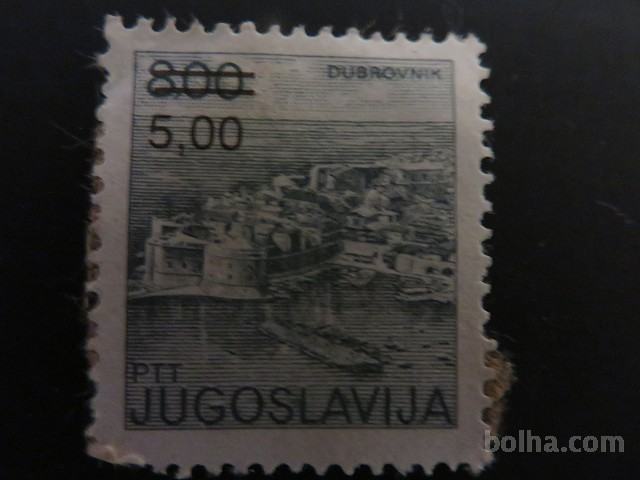 8,00
DUBROVNIK
5,00
PTT
JUGOSLAVIJA
bolha.com